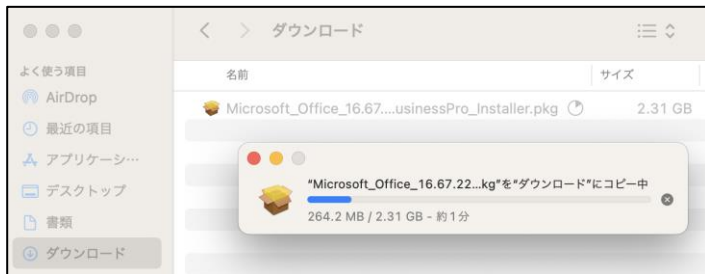 ダウンロード
よく使う項目
AirDrop
最近の項目
アプリケーシ…
デスクトップ
書類
ダウンロード
名前
サイズ
Microsoft_Office_16.67....usinessPro_Installer.pkg
2.31 GB
"Microsoft_Office_16.67.22...kg"を"ダウンロード"にコピー中
264.2 MB / 2.31 GB - 約1分